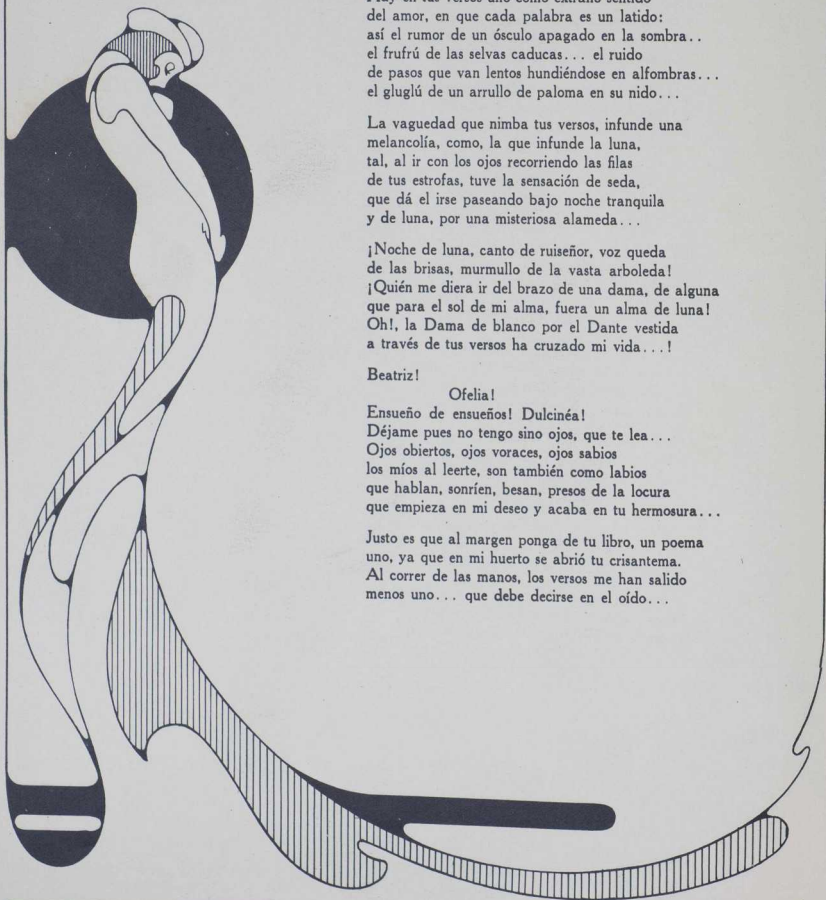 Hay en tus versos uno como extraño sentido
del amor, en que cada palabra es un latido:
así el rumor de un ósculo apagado en la sombra..
el frufrú de las selvas caducas... el ruido
de pasos que van lentos hundiéndose en alfombras...
el gluglú de un arrullo de paloma en su nido...
La vaguedad que nimba tus versos, infunde una
melancolía, como, la que infunde la luna,
tal, al ir con los ojos recorriendo las filas
de tus estrofas, tuve la sensación de seda,
que dá el irse paseando bajo noche tranquila
y de luna, por una misteriosa alameda...
¡Noche de luna, canto de ruiseñor, voz queda
de las brisas, murmullo de la vasta arboleda!
¡Quién me diera ir del brazo de una dama, de alguna
que para el sol de mi alma, fuera un alma de luna!
Oh!, la Dama de blanco por el Dante vestida
a través de tus versos ha cruzado mi vida...!
Beatriz!
Ofelia!
Ensueño de ensueños! Dulcinéa!
Déjame pues no tengo sino ojos, que te lea...
Ojos obiertos, ojos voraces, ojos sabios
los míos al leerte, son también como labios
que hablan, sonríen, besan, presos de la locura
que empieza en mi deseo y acaba en tu hermosura...
Justo es que al margen ponga de tu libro, un poema
uno, ya que en mi huerto se abrió tu crisantema.
Al correr de las manos, los versos me han salido
menos uno... que debe decirse en el oído...